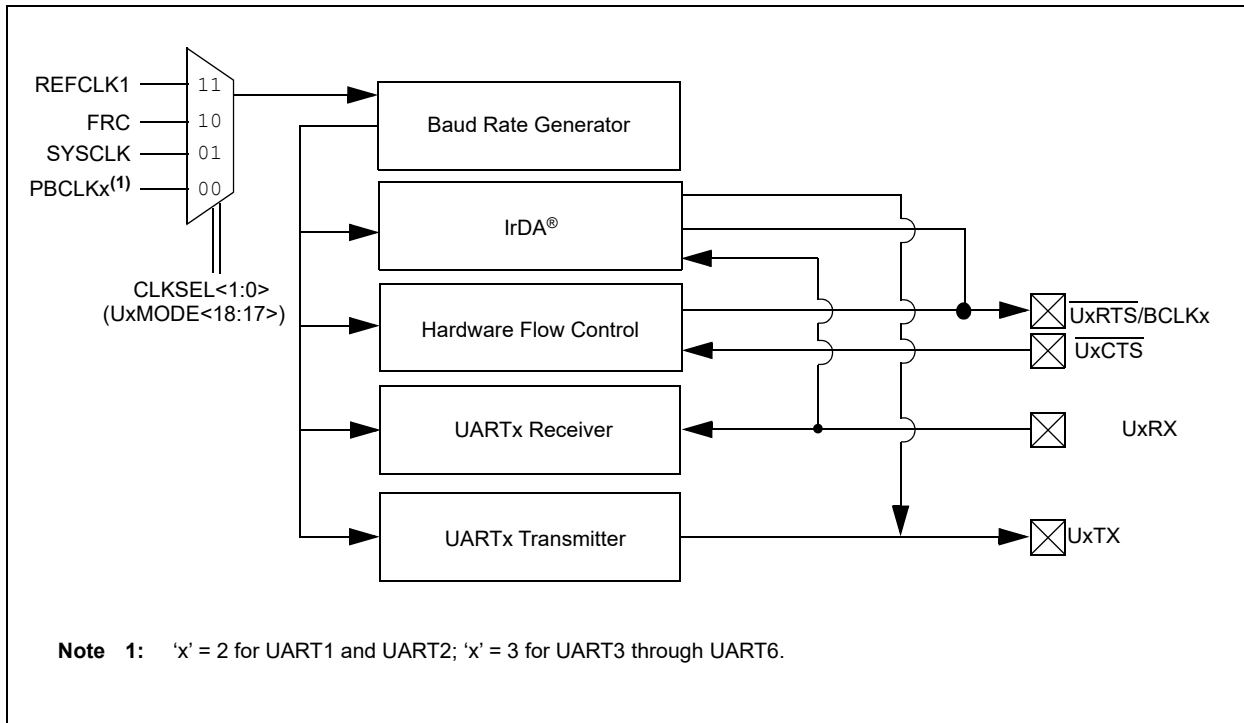 REFCLK1
11
FRC
10
SYSCLK
01
PBCLKx(1)
00
CLKSEL<1:0>
(UxMODE<18:17>)
Baud Rate Generator
IrDA®
Hardware Flow Control
UARTx Receiver
UARTx Transmitter
UxRTS/BCLKx
UxCTS
UxRX
UxTX
Note 1: ‘x’ = 2 for UART1 and UART2; ‘x’ = 3 for UART3 through UART6.